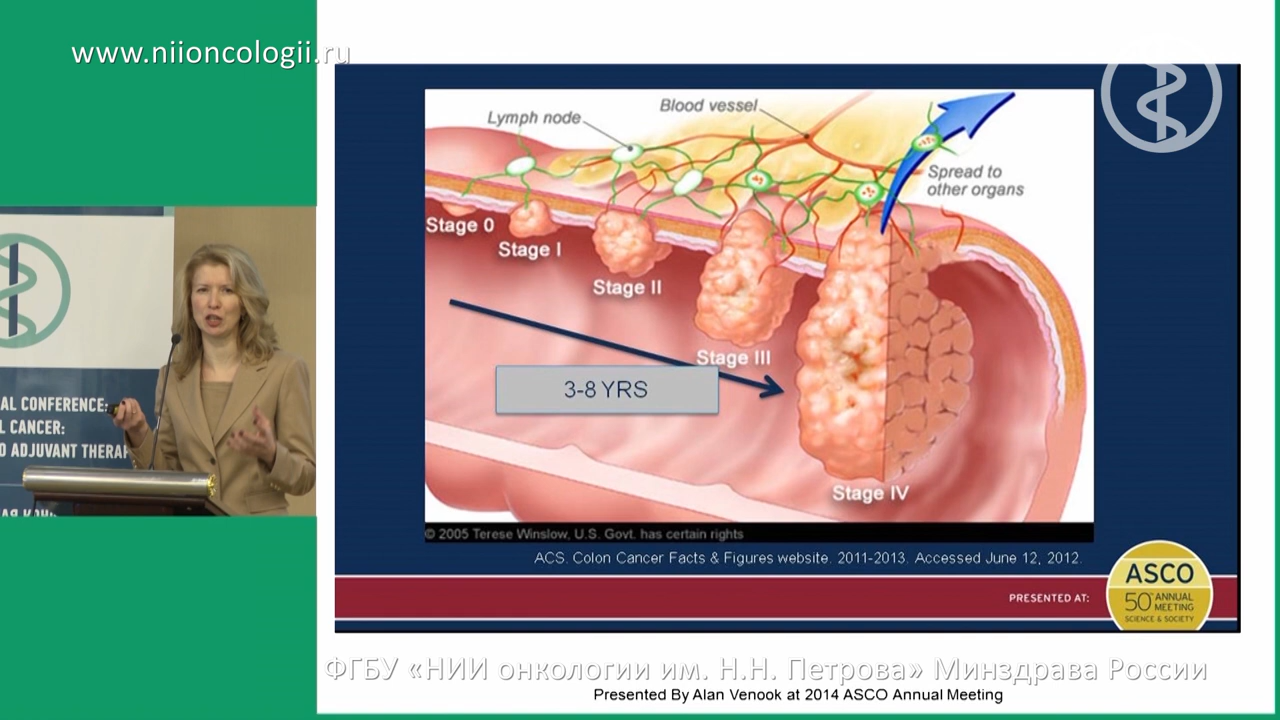 www.niioncologii.ru
Lymph node
Blood vessel
Spread to
other organs
Stage 0
Stage I
Stage II
Stage III
Stage IV
3-8 YRS
© 2005 Terese Winslow, U.S. Govt. has certain rights
ACS. Colon Cancer Facts & Figures website. 2011-2013. Accessed June 12, 2012.
PRESENTED AT:
ASCO
50th ANNUAL
MEETING
SCIENCE & SOCIETY
AL CONFERENCE:
L CANCER:
ADJUVANT THERAP
ФГБУ «НИИ онкологии им. Н.Н. Петрова» Минздрава России
Presented By Alan Venook at 2014 ASCO Annual Meeting